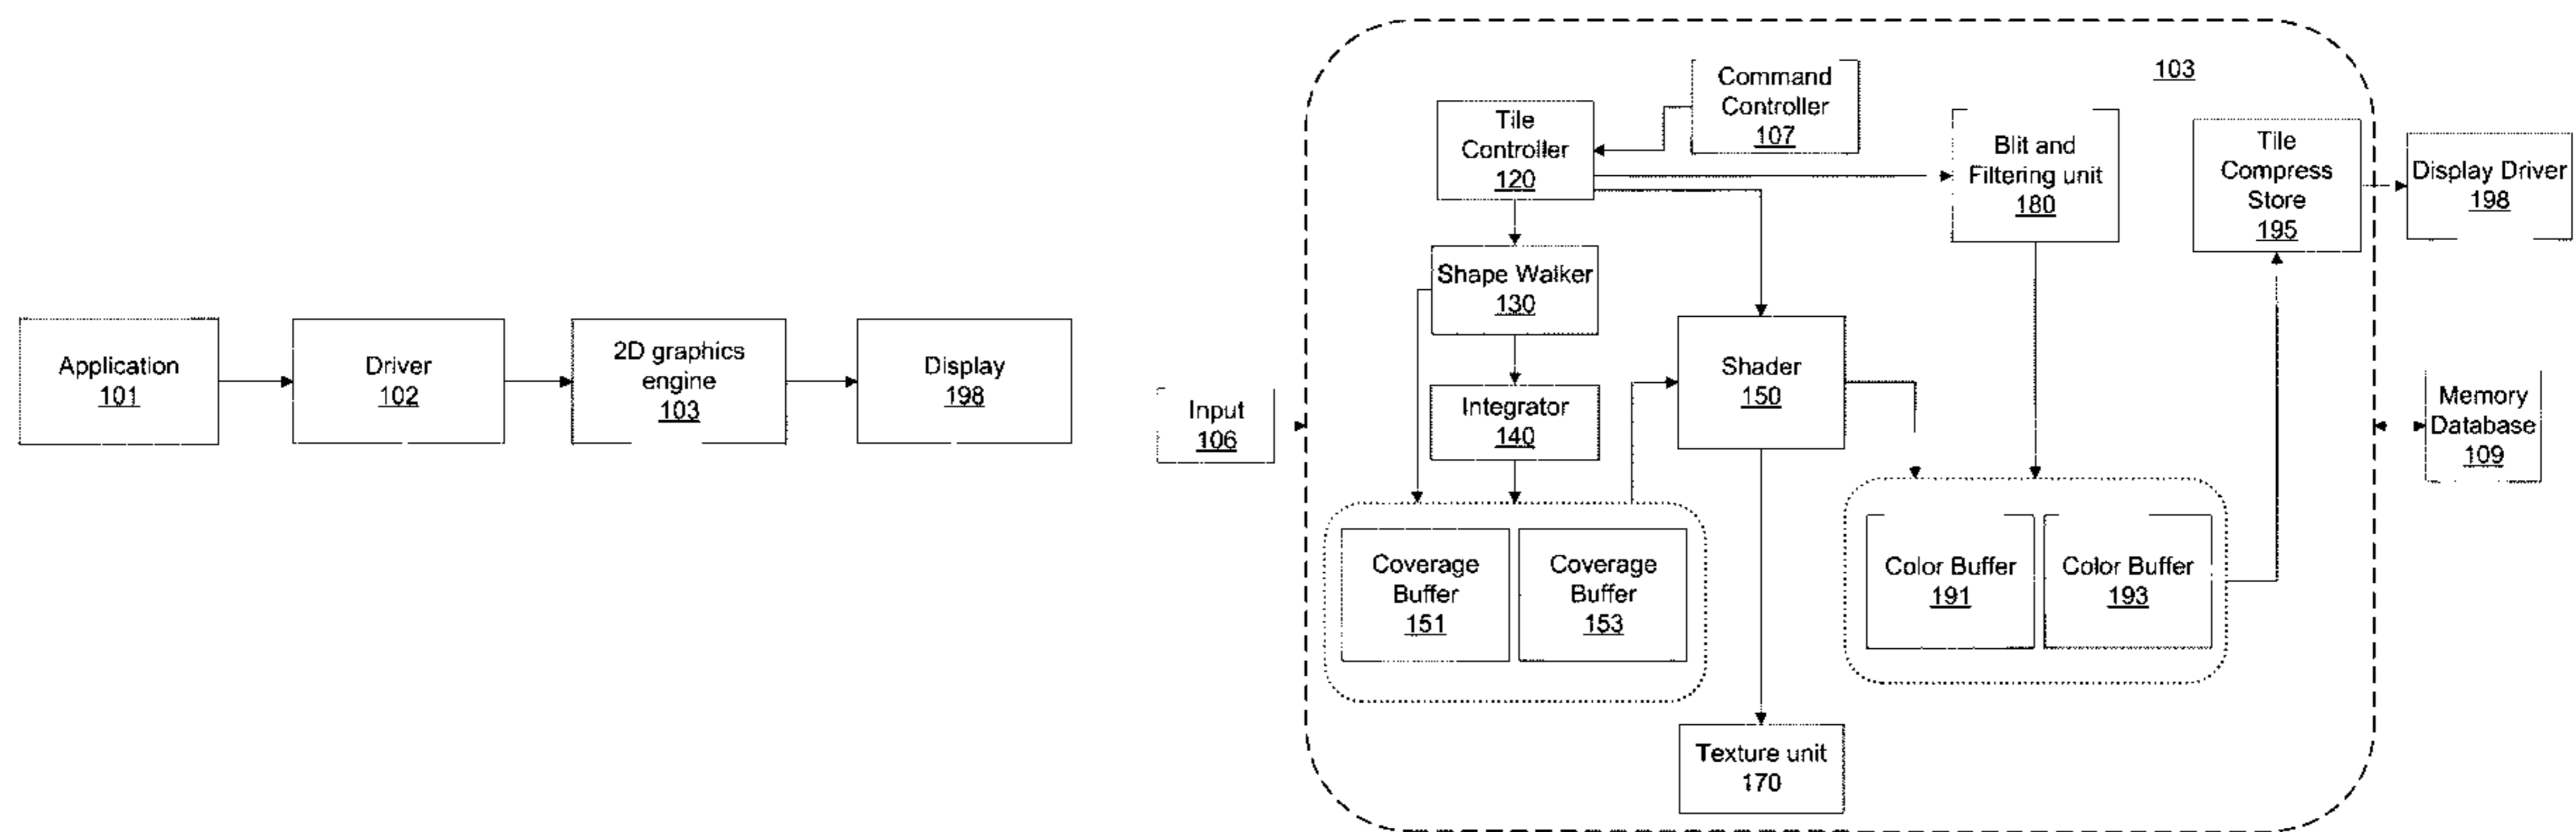 Application
101
Driver
102
2D graphics
engine
103
Display
198
Input
106
103
Command
Controller
107
Tile
Controller
120
Blit and
Filtering unit
180
Tile
Compress
Store
195
Display Driver
198
Shape Walker
130
Shader
150
Integrator
140
Memory
Database
109
Coverage
Buffer
151
Coverage
Buffer
153
Color Buffer
191
Color Buffer
193
Texture unit
170